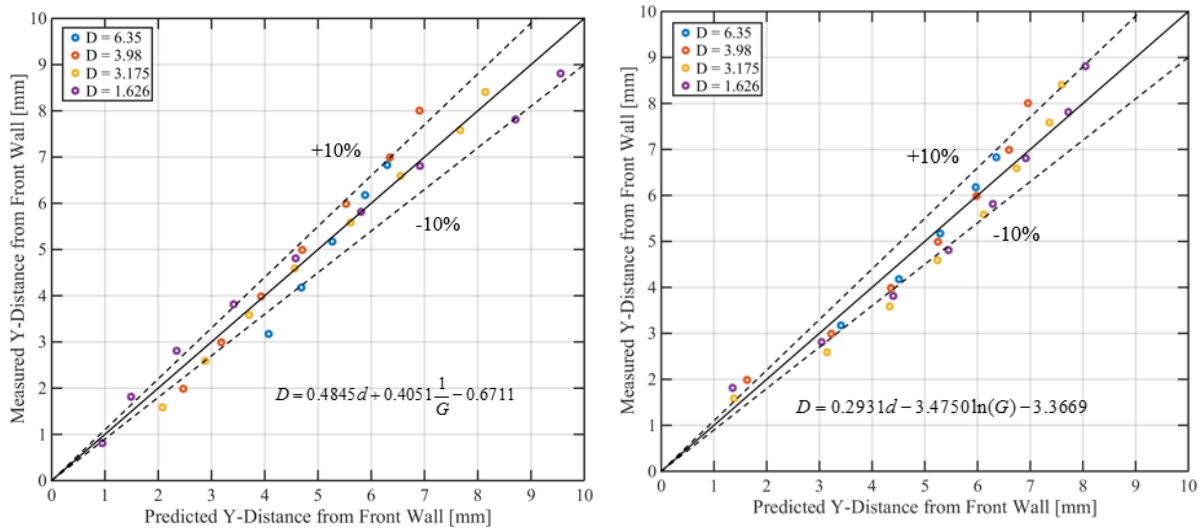 10
9
8
7
6
5
4
3
2
1
0
Measured Y-Distance from Front Wall [mm]
D = 6.35
D = 3.98
D = 3.175
D = 1.626
+10%
-10%
D = 0.4845d + 0.4051 1/G − 0.6711
0 1 2 3 4 5 6 7 8 9 10
Predicted Y-Distance from Front Wall [mm]
10
9
8
7
6
5
4
3
2
1
0
Measured Y-Distance from Front Wall [mm]
D = 6.35
D = 3.98
D = 3.175
D = 1.626
+10%
-10%
D = 0.2931d − 3.4750ln(G) − 3.3669
0 1 2 3 4 5 6 7 8 9 10
Predicted Y-Distance from Front Wall [mm]